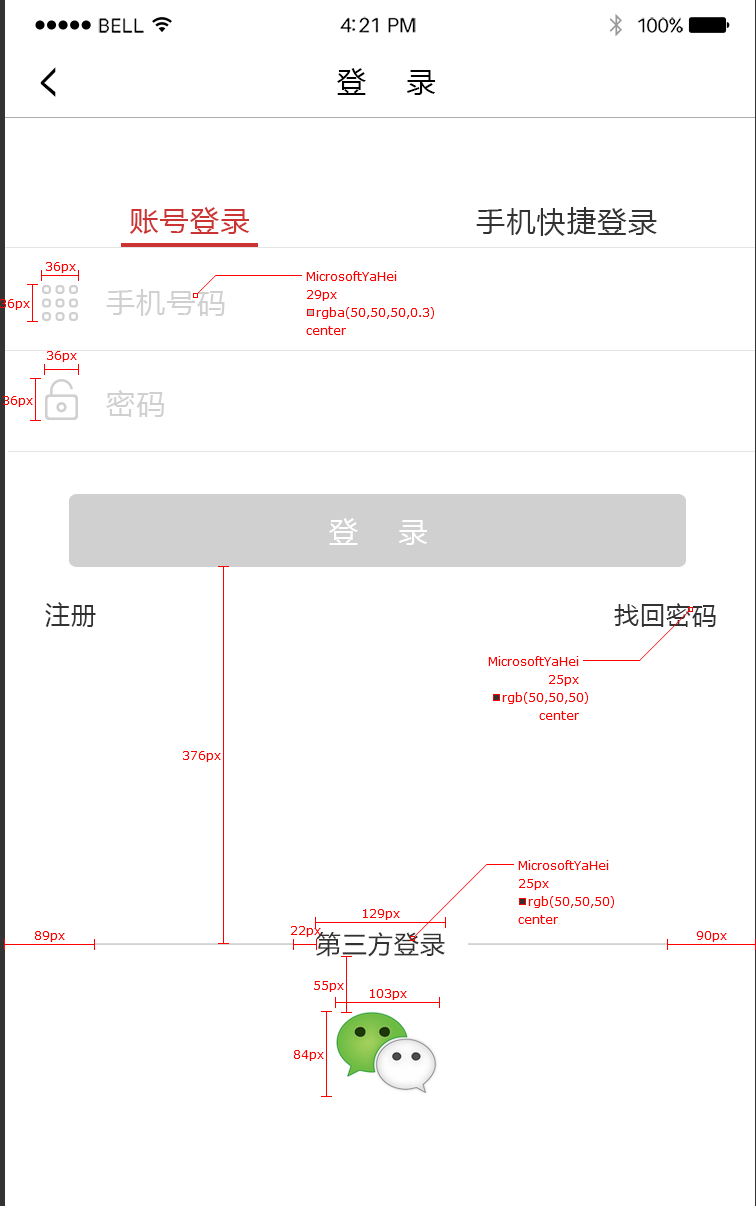 BELL 4:21 PM 100%
登 录
账号登录 手机快捷登录
36px
MicrosoftYaHei
29px
36px 手机号码
rgba(50,50,50,0.3)
center
36px
36px 密码
登 录
注册 找回密码
MicrosoftYaHei
25px
rgb(50,50,50)
center
376px
MicrosoftYaHei
25px
rgb(50,50,50)
center
129px
22px
89px 第三方登录 90px
55px
103px
84px